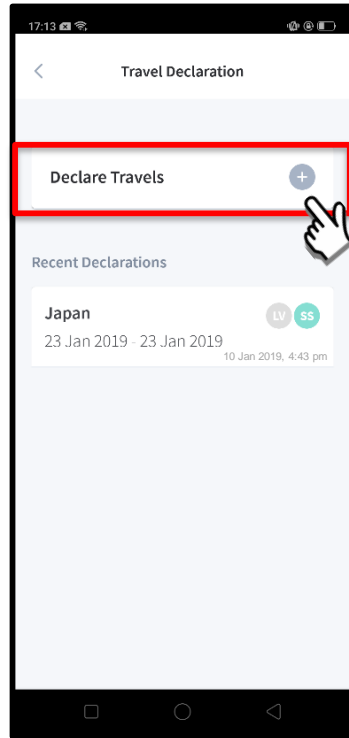 17:13
Travel Declaration
Declare Travels
Recent Declarations
Japan
LV SS
23 Jan 2019 - 23 Jan 2019
10 Jan 2019, 4:43 pm